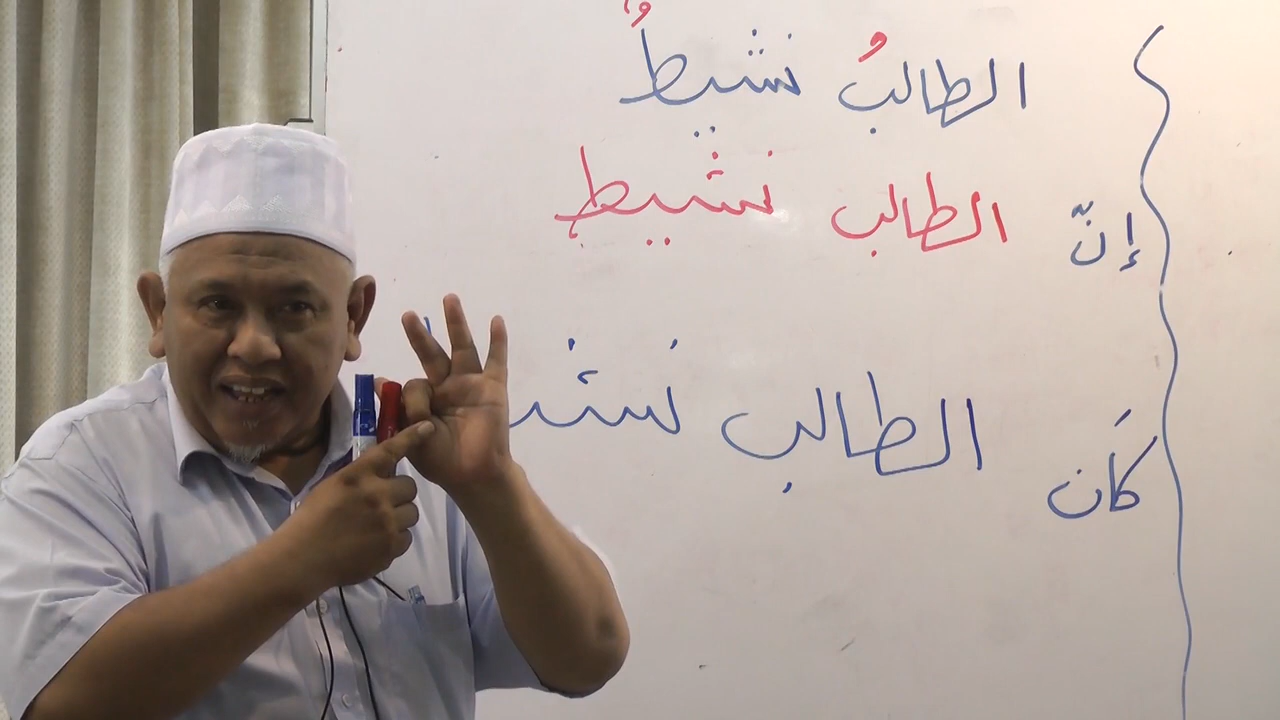 الطالبُ نشيطٌ
إنّ الطالب نشيط
كَان الطالب